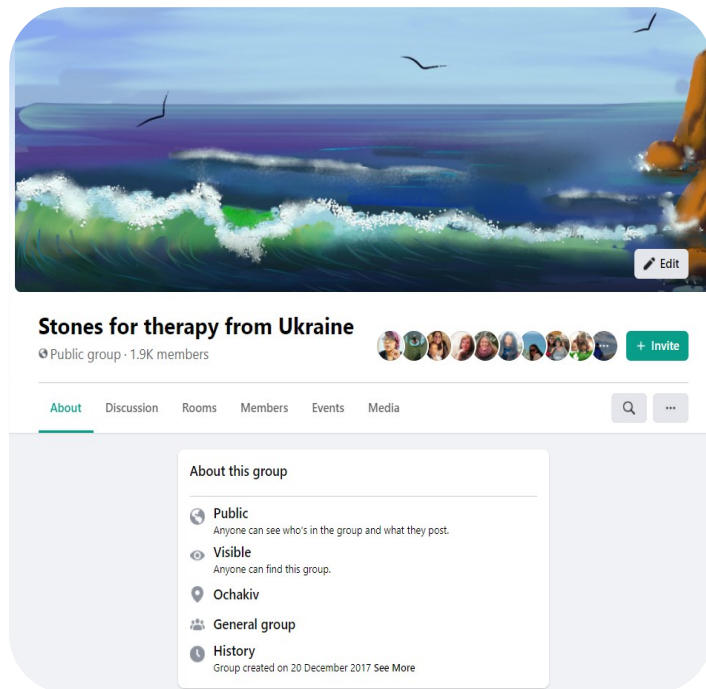 Edit
Stones for therapy from Ukraine
Public group · 1.9K members
+ Invite
About Discussion Rooms Members Events Media
About this group
Public
Anyone can see who's in the group and what they post.
Visible
Anyone can find this group.
Ochakiv
General group
History
Group created on 20 December 2017 See More